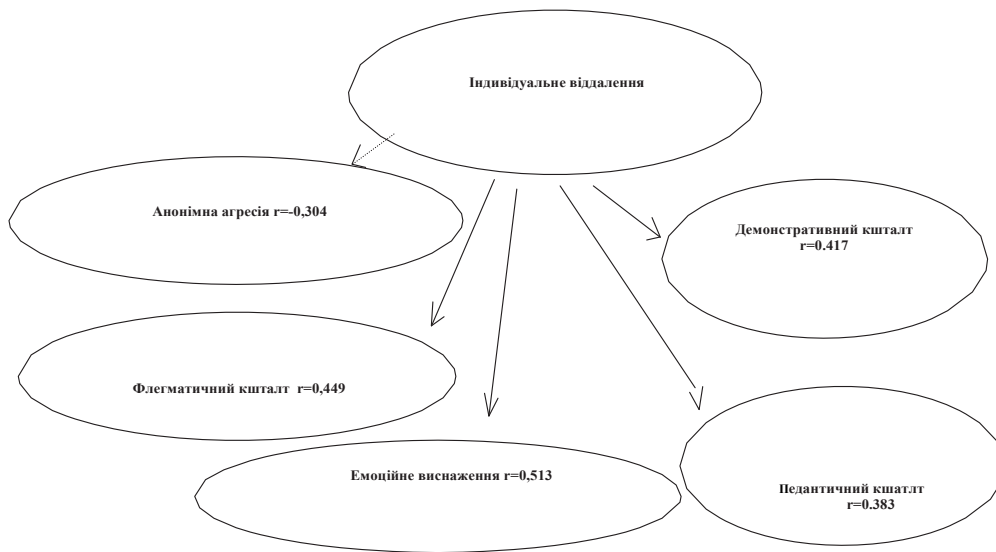 Індивідуальне віддалення
Анонімна агресія r=-0,304
Демонстративний кшталт
r=0.417
Флегматичний кшталт r=0,449
Емоційне виснаження r=0,513
Педантичний кшатлт
r=0.383